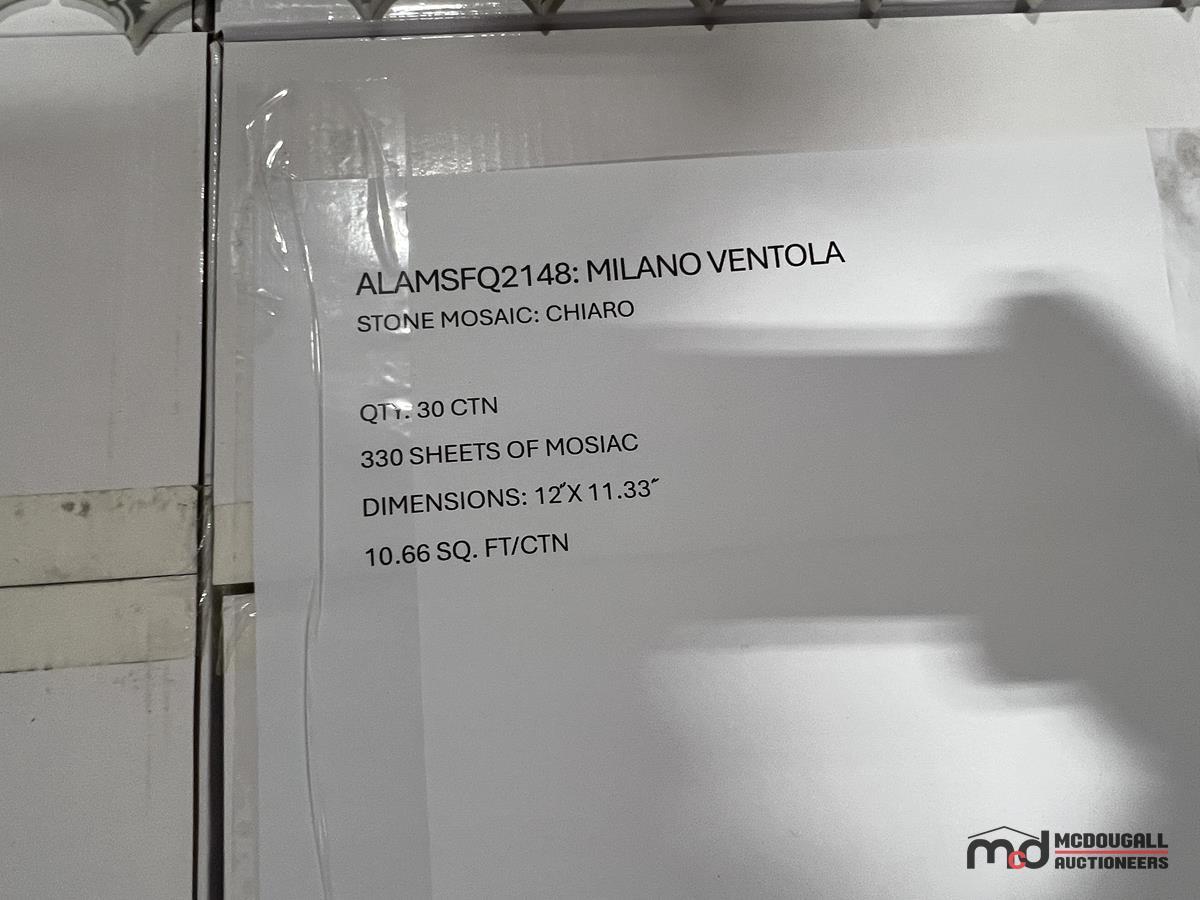 ALAMSFQ2148: MILANO VENTOLA
STONE MOSAIC: CHIARO
QTY: 30 CTN
330 SHEETS OF MOSIAC
DIMENSIONS: 12″X 11.33″
10.66 SQ. FT/CTN
mcd MCDOUGALL
AUCTIONEERS